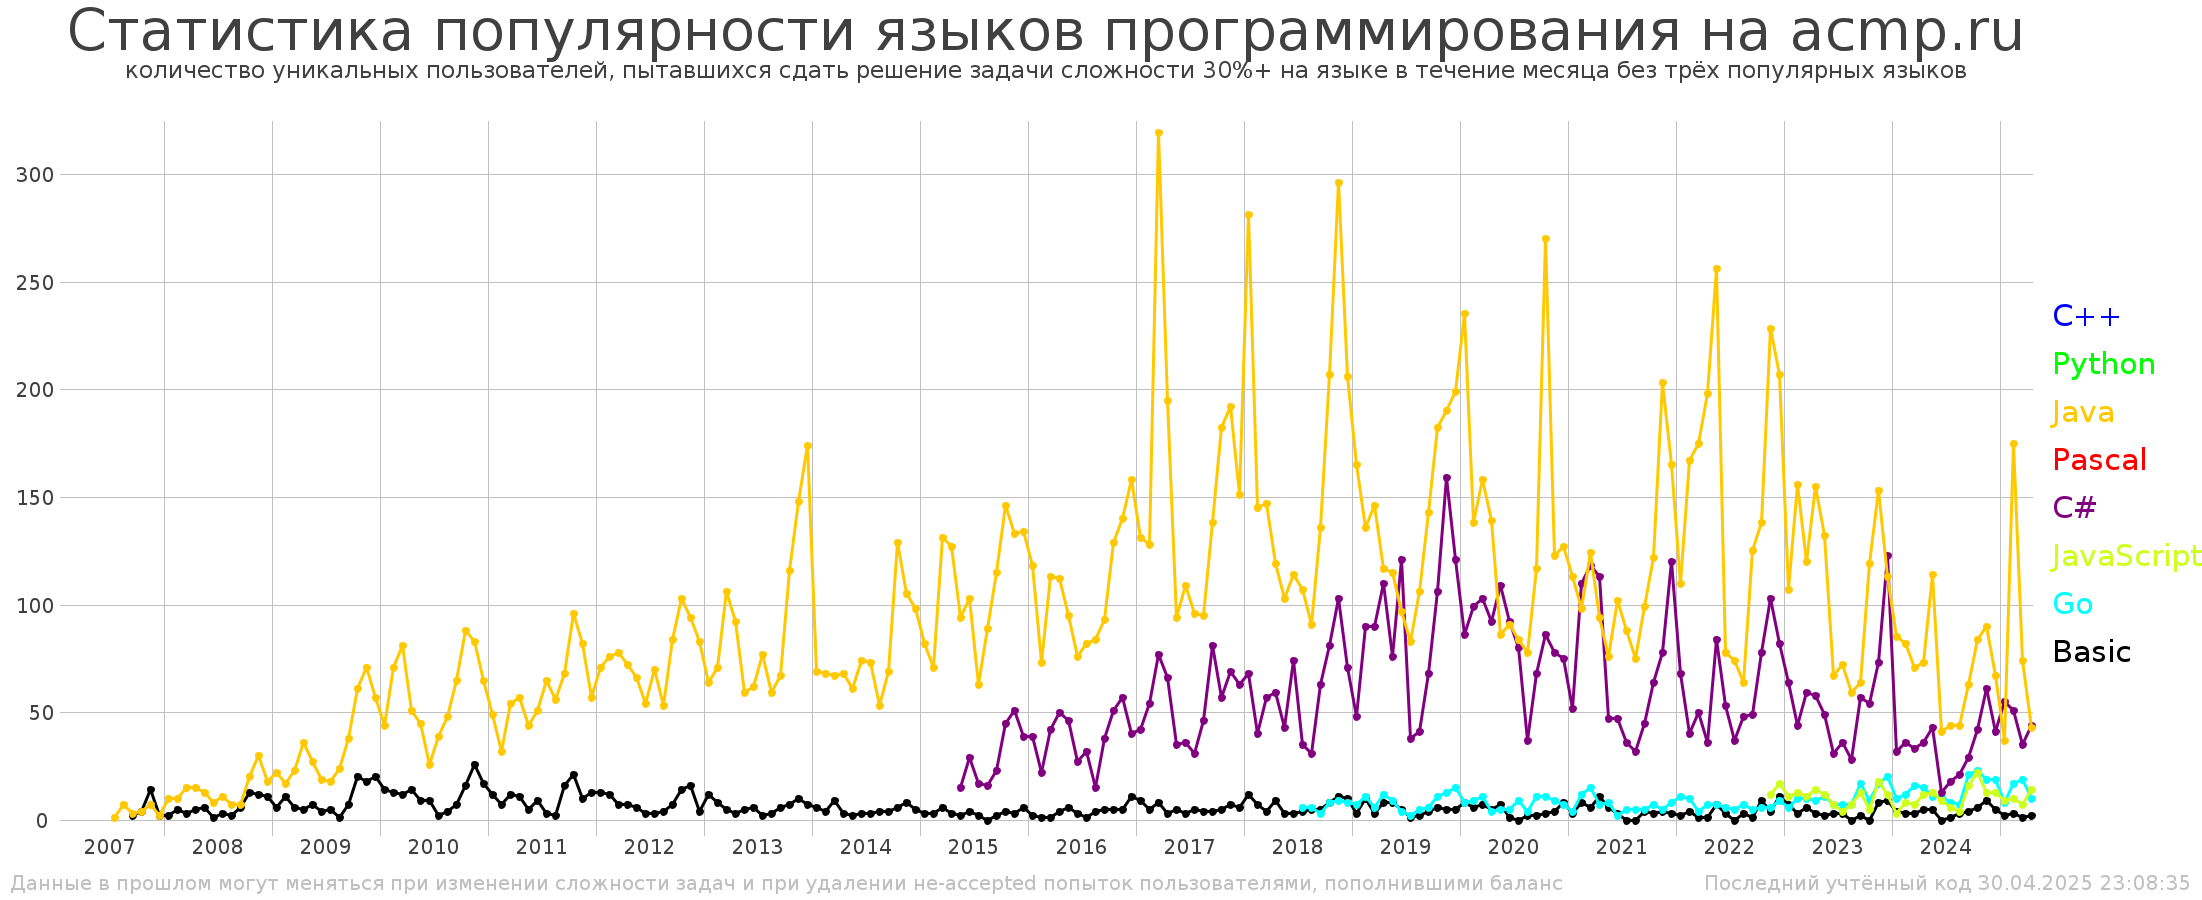 Статистика популярности языков программирования на acmp.ru
количество уникальных пользователей, пытавшихся сдать решение задачи сложности 30%+ на языке в течение месяца без трёх популярных языков
300
250
200
150
100
50
0
C++
Python
Java
Pascal
C#
JavaScript
Go
Basic
2007 2008 2009 2010 2011 2012 2013 2014 2015 2016 2017 2018 2019 2020 2021 2022 2023 2024
Данные в прошлом могут меняться при изменении сложности задач и при удалении не-accepted попыток пользователями, пополнившими баланс
Последний учтённый код 30.04.2025 23:08:35